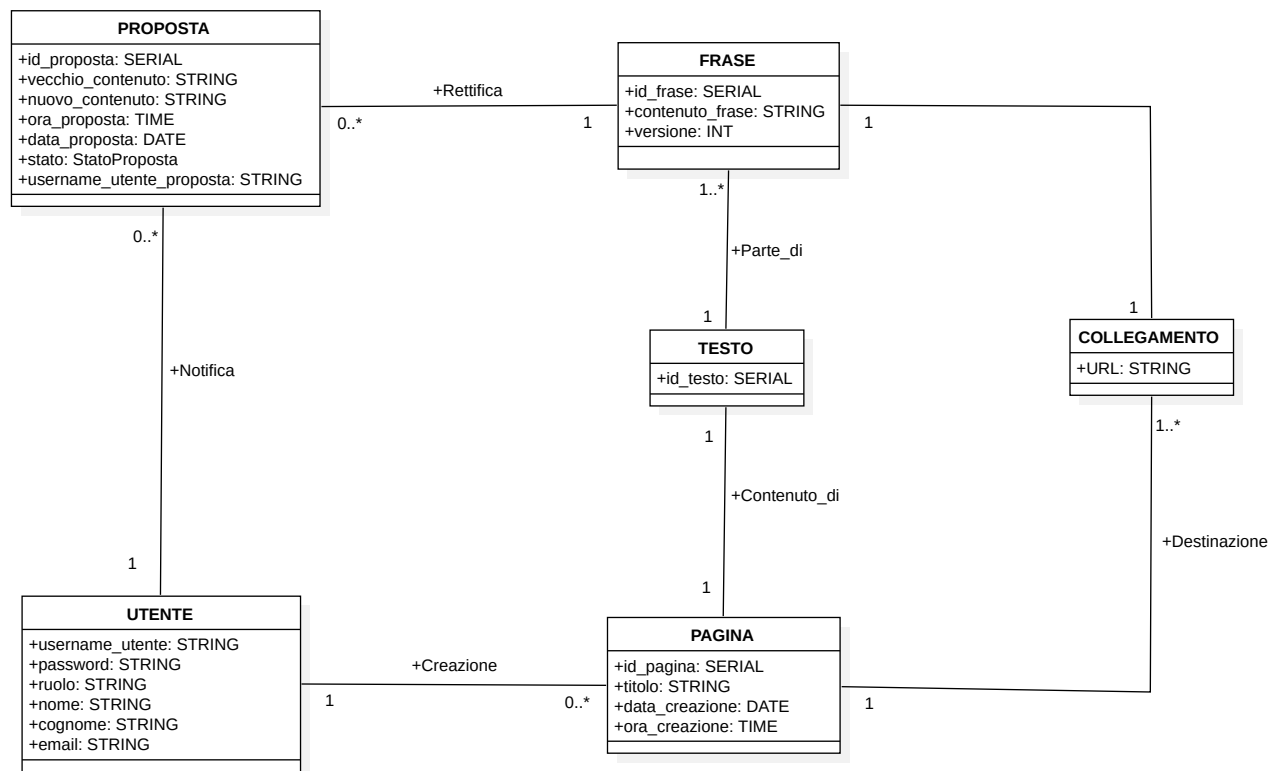 PROPOSTA
+id_proposta: SERIAL
+vecchio_contenuto: STRING
+nuovo_contenuto: STRING
+ora_proposta: TIME
+data_proposta: DATE
+stato: StatoProposta
+username_utente_proposta: STRING
+Rettifica
0..*
1
FRASE
+id_frase: SERIAL
+contenuto_frase: STRING
+versione: INT
1
1..*
0..*
+Parte_di
1
1
TESTO
+id_testo: SERIAL
COLLEGAMENTO
+URL: STRING
+Notifica
1
1..*
+Contenuto_di
+Destinazione
1
1
UTENTE
+username_utente: STRING
+password: STRING
+ruolo: STRING
+nome: STRING
+cognome: STRING
+email: STRING
+Creazione
1
0..*
PAGINA
+id_pagina: SERIAL
+titolo: STRING
+data_creazione: DATE
+ora_creazione: TIME
1